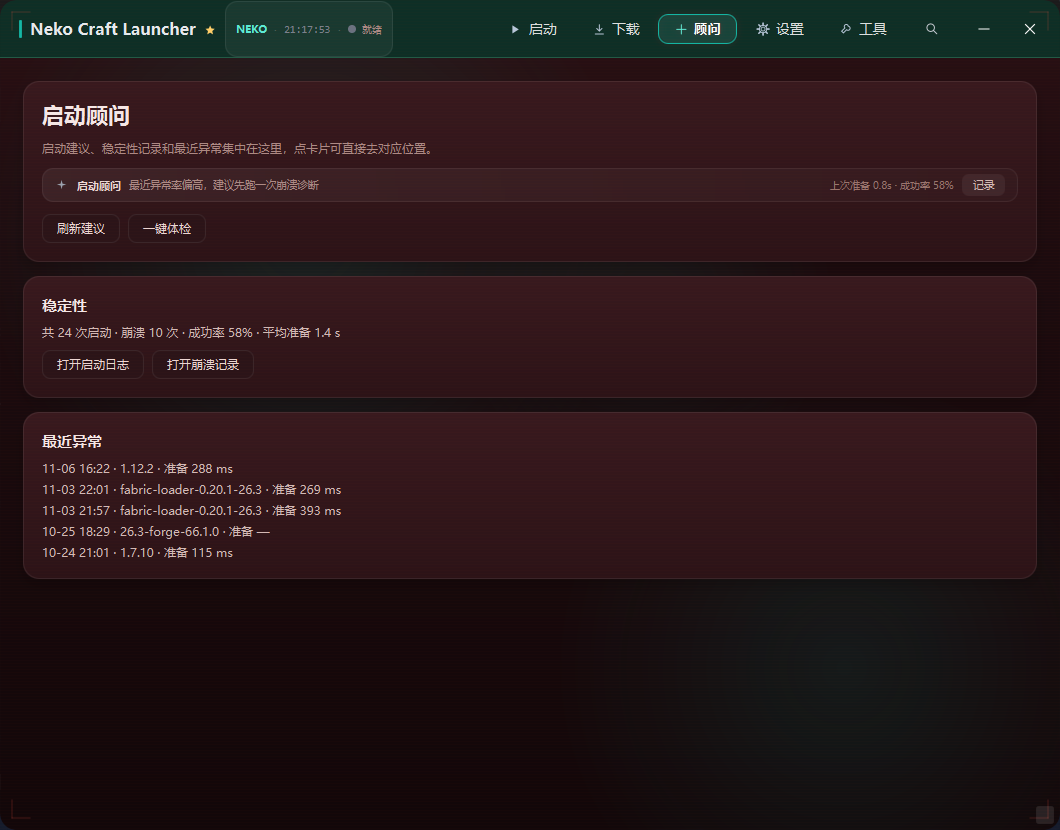 Neko Craft Launcher
NEKO · 21:17:53 · 就绪
启动
下载
顾问
设置
工具
启动顾问
启动建议、稳定性记录和最近异常集中在这里，点卡片可直接去对应位置。
启动顾问 最近异常率偏高，建议先跑一次崩溃诊断
上次准备 0.8s · 成功率 58% 记录
刷新建议 一键体检
稳定性
共 24 次启动 · 崩溃 10 次 · 成功率 58% · 平均准备 1.4 s
打开启动日志 打开崩溃记录
最近异常
11-06 16:22 · 1.12.2 · 准备 288 ms
11-03 22:01 · fabric-loader-0.20.1-26.3 · 准备 269 ms
11-03 21:57 · fabric-loader-0.20.1-26.3 · 准备 393 ms
10-25 18:29 · 26.3-forge-66.1.0 · 准备 —
10-24 21:01 · 1.7.10 · 准备 115 ms